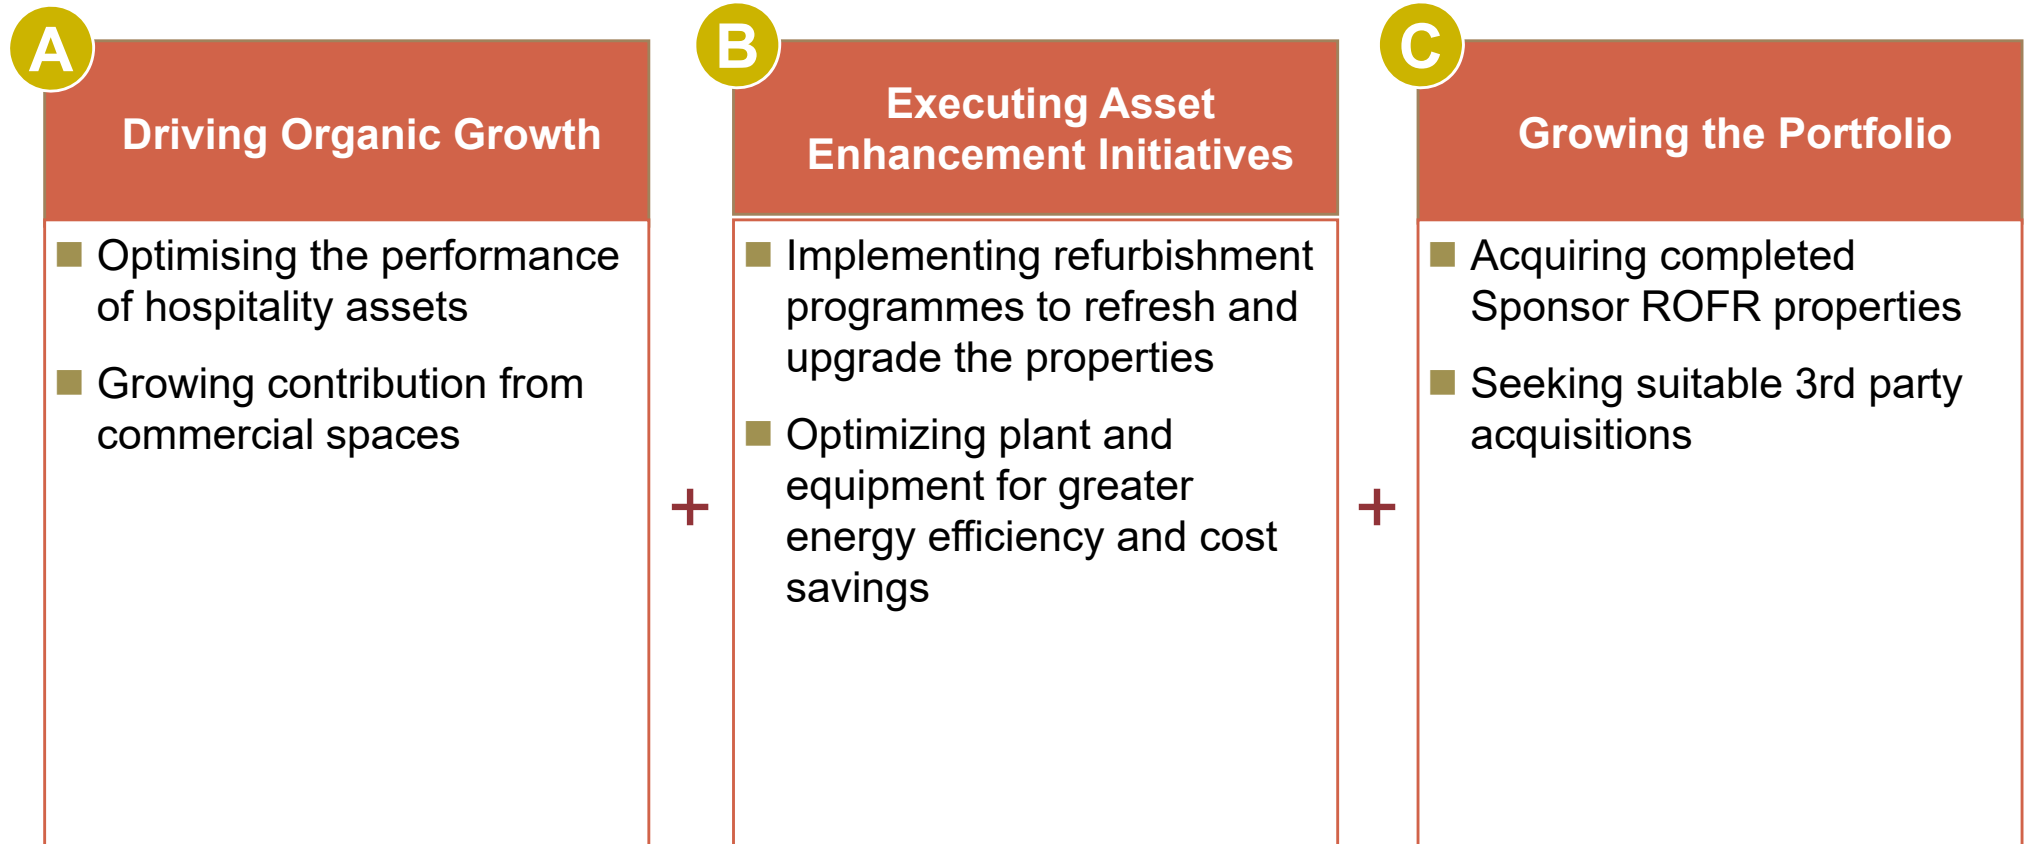 A
Driving Organic Growth
■ Optimising the performance
of hospitality assets
■ Growing contribution from
commercial spaces
+
B
Executing Asset
Enhancement Initiatives
■ Implementing refurbishment
programmes to refresh and
upgrade the properties
■ Optimizing plant and
equipment for greater
energy efficiency and cost
savings
+
C
Growing the Portfolio
■ Acquiring completed
Sponsor ROFR properties
■ Seeking suitable 3rd party
acquisitions